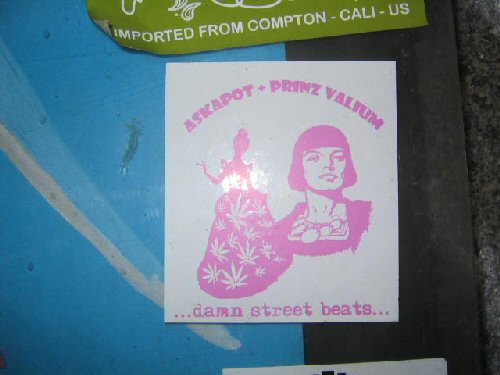 IMPORTED FROM COMPTON - CALI - US
ASKAPOT + PRINZ VALIUM
...damn street beats...